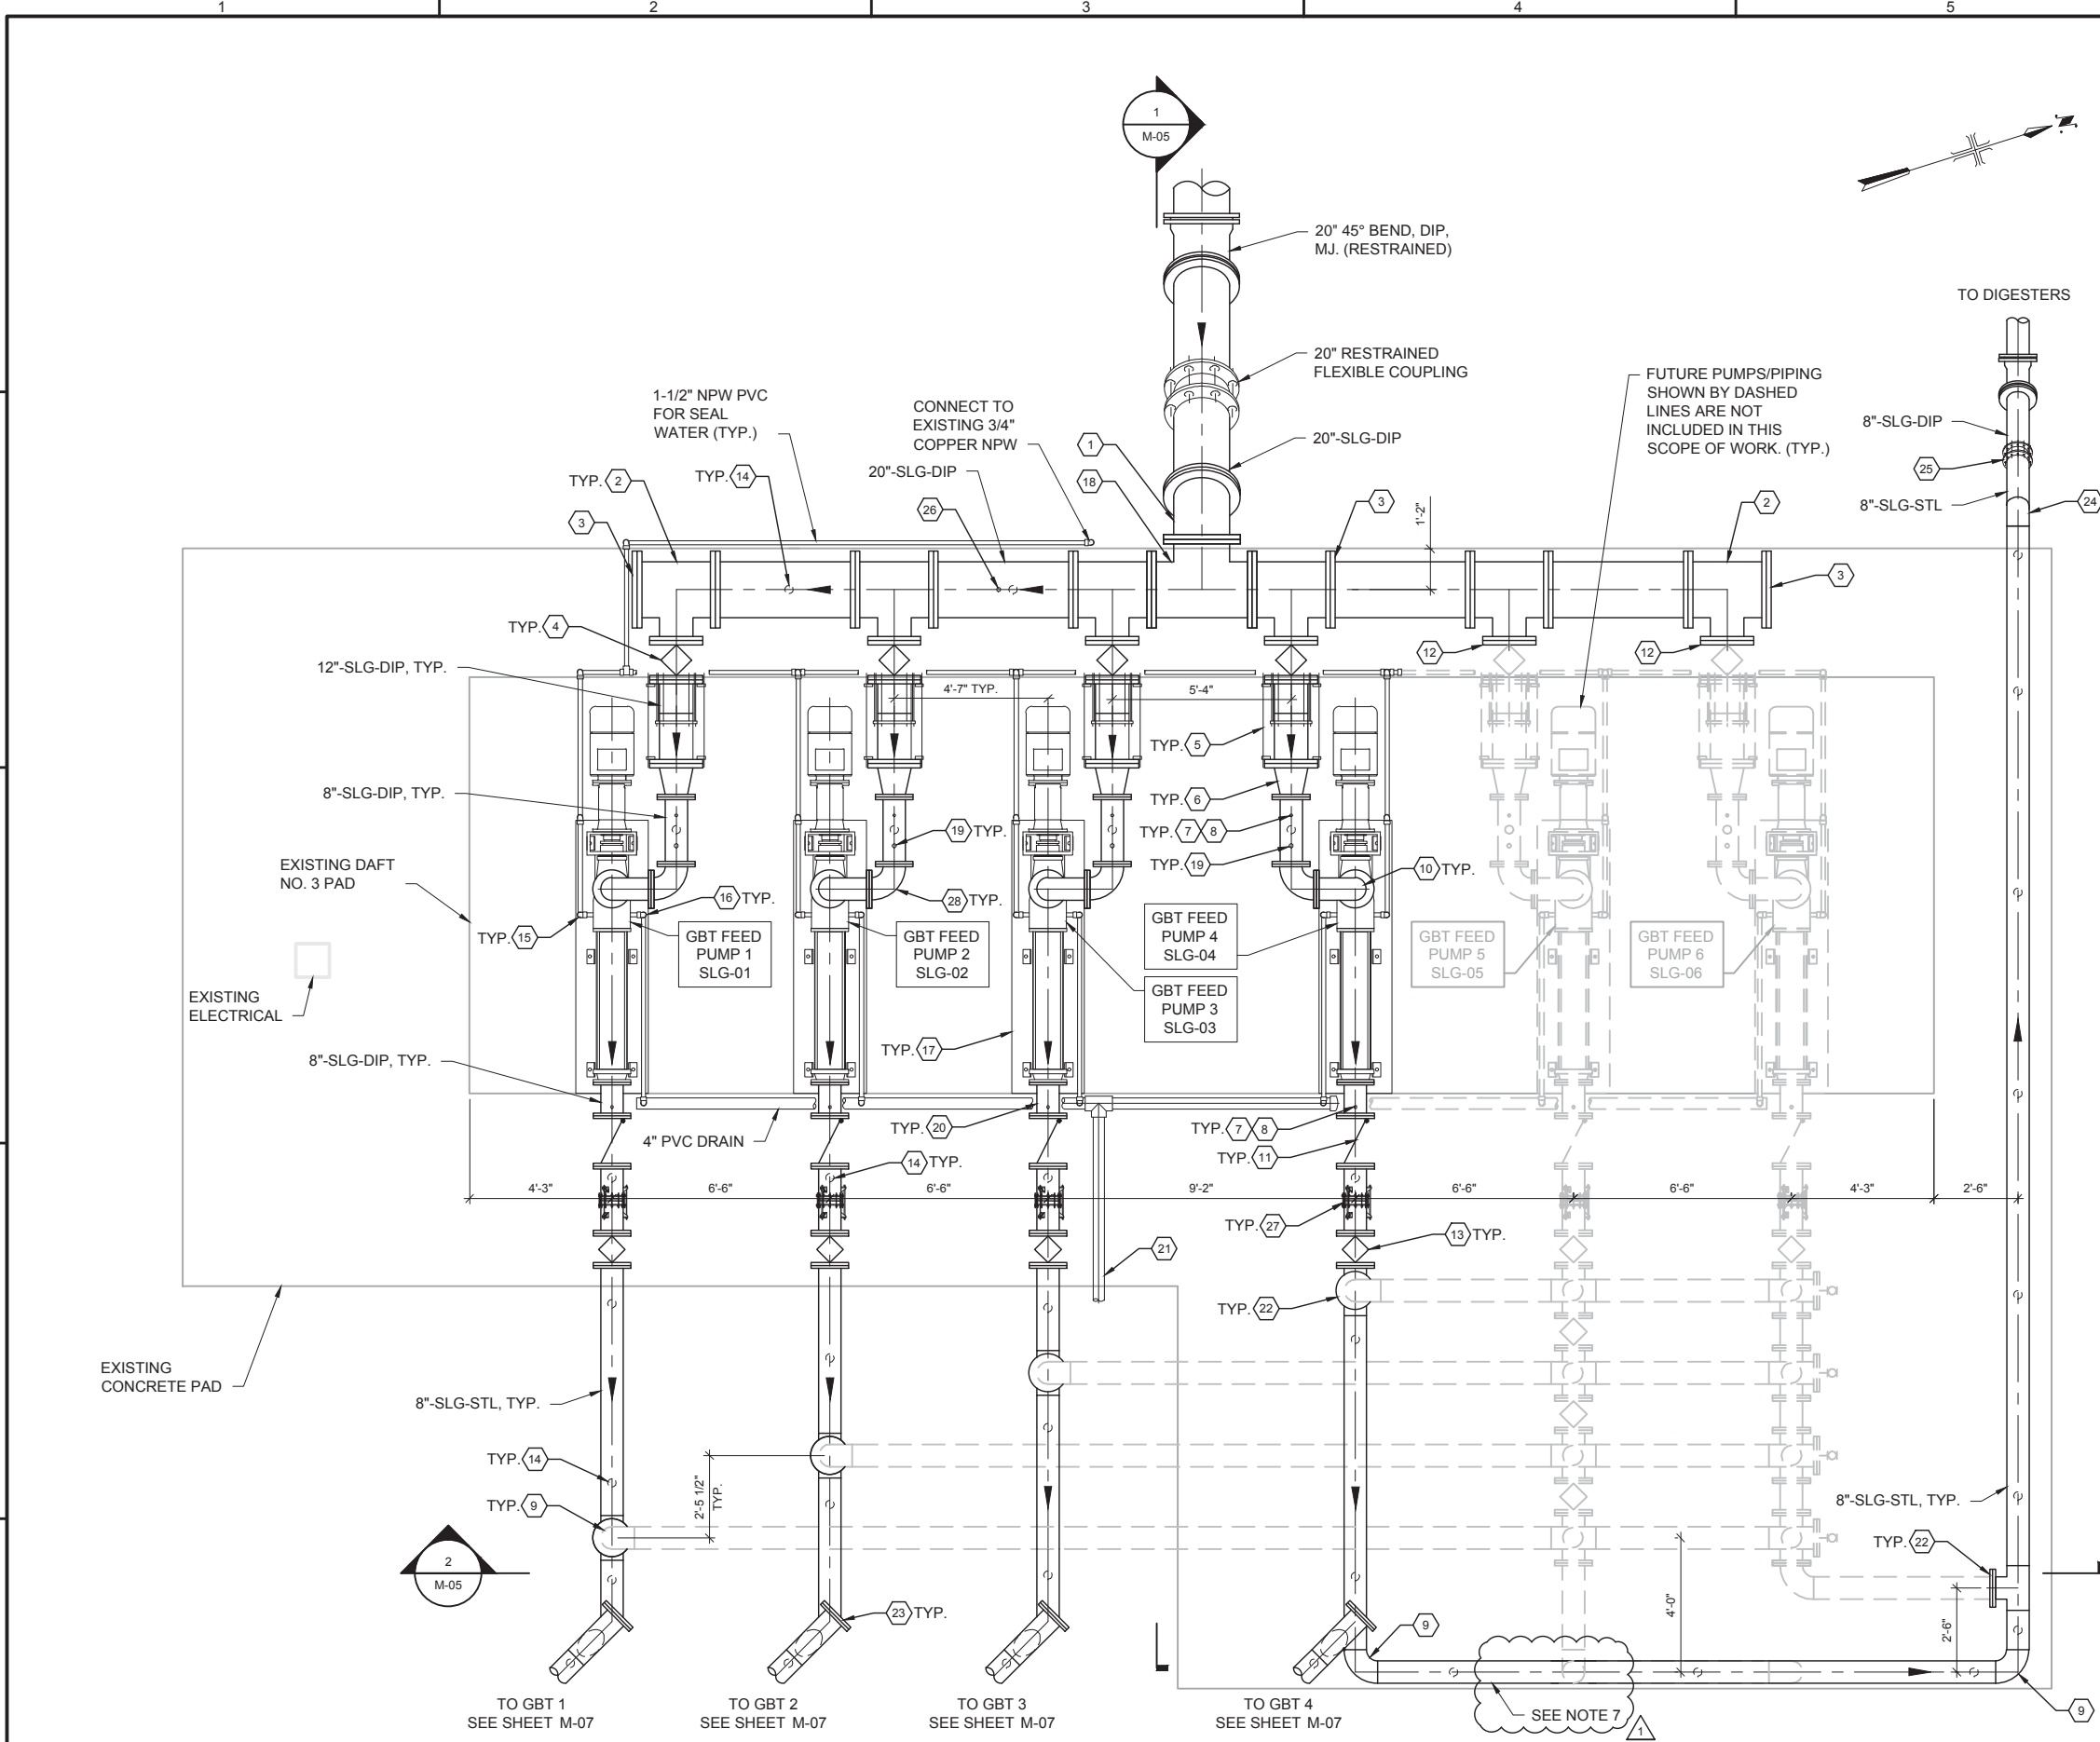 1
2
3
4
5
1
M-05
20" 45° BEND, DIP,
MJ. (RESTRAINED)
TO DIGESTERS
20" RESTRAINED
FLEXIBLE COUPLING
FUTURE PUMPS/PIPING
SHOWN BY DASHED
LINES ARE NOT
INCLUDED IN THIS
SCOPE OF WORK. (TYP.)
1-1/2" NPW PVC
FOR SEAL
WATER (TYP.)
CONNECT TO
EXISTING 3/4"
COPPER NPW
8"-SLG-DIP
1
20"-SLG-DIP
25
TYP. 2
TYP. 14
20"-SLG-DIP
18
3
2
8"-SLG-STL
24
3
26
1'-2"
3
TYP. 4
12
12
12"-SLG-DIP, TYP.
4'-7" TYP.
5'-4"
TYP. 5
8"-SLG-DIP, TYP.
TYP. 6
19 TYP.
TYP. 7 8
EXISTING DAFT
NO. 3 PAD
TYP. 19
10 TYP.
16 TYP.
28 TYP.
TYP. 15
GBT FEED
PUMP 1
SLG-01
GBT FEED
PUMP 2
SLG-02
GBT FEED
PUMP 4
SLG-04
GBT FEED
PUMP 5
SLG-05
GBT FEED
PUMP 6
SLG-06
GBT FEED
PUMP 3
SLG-03
EXISTING
ELECTRICAL
TYP. 17
8"-SLG-DIP, TYP.
4" PVC DRAIN
TYP. 20
TYP. 7 8
14 TYP.
TYP. 11
4'-3"
6'-6"
6'-6"
9'-2"
6'-6"
6'-6"
4'-3"
2'-6"
TYP. 27
13 TYP.
21
TYP. 22
EXISTING
CONCRETE PAD
8"-SLG-STL, TYP.
TYP. 14
2'-5 1/2"
TYP.
TYP. 9
8"-SLG-STL, TYP.
TYP. 22
2
M-05
23 TYP.
9
4'-0"
2'-6"
TO GBT 1
SEE SHEET M-07
TO GBT 2
SEE SHEET M-07
TO GBT 3
SEE SHEET M-07
TO GBT 4
SEE SHEET M-07
SEE NOTE 7
1
9